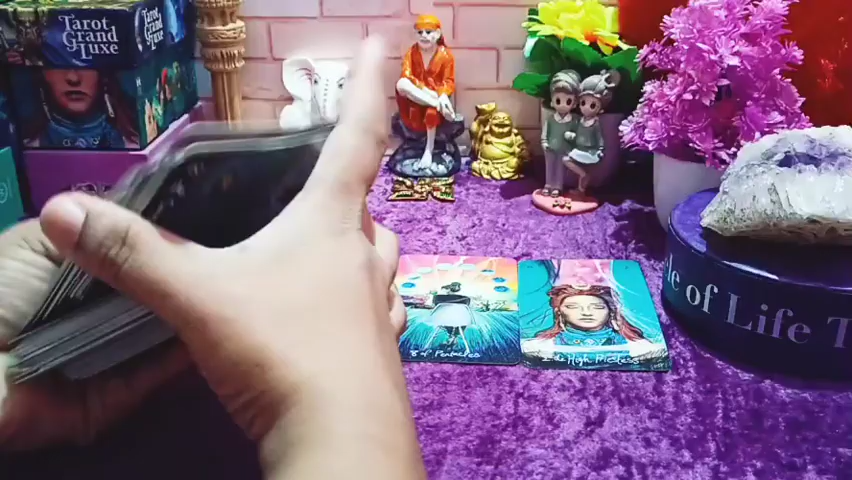 Tarot
Grand
Luxe
Tarot
Grand
Luxe
8 of Pentacles
The High Priestess
le of Life T